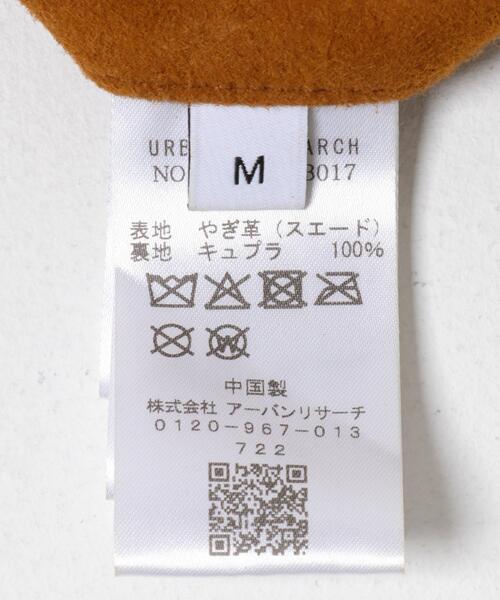 URB ARCH
M
NO 3017
表地 やぎ革(スエード)
裏地 キュプラ 100%
中国製
株式会社 アーバンリサーチ
0120-967-013
722